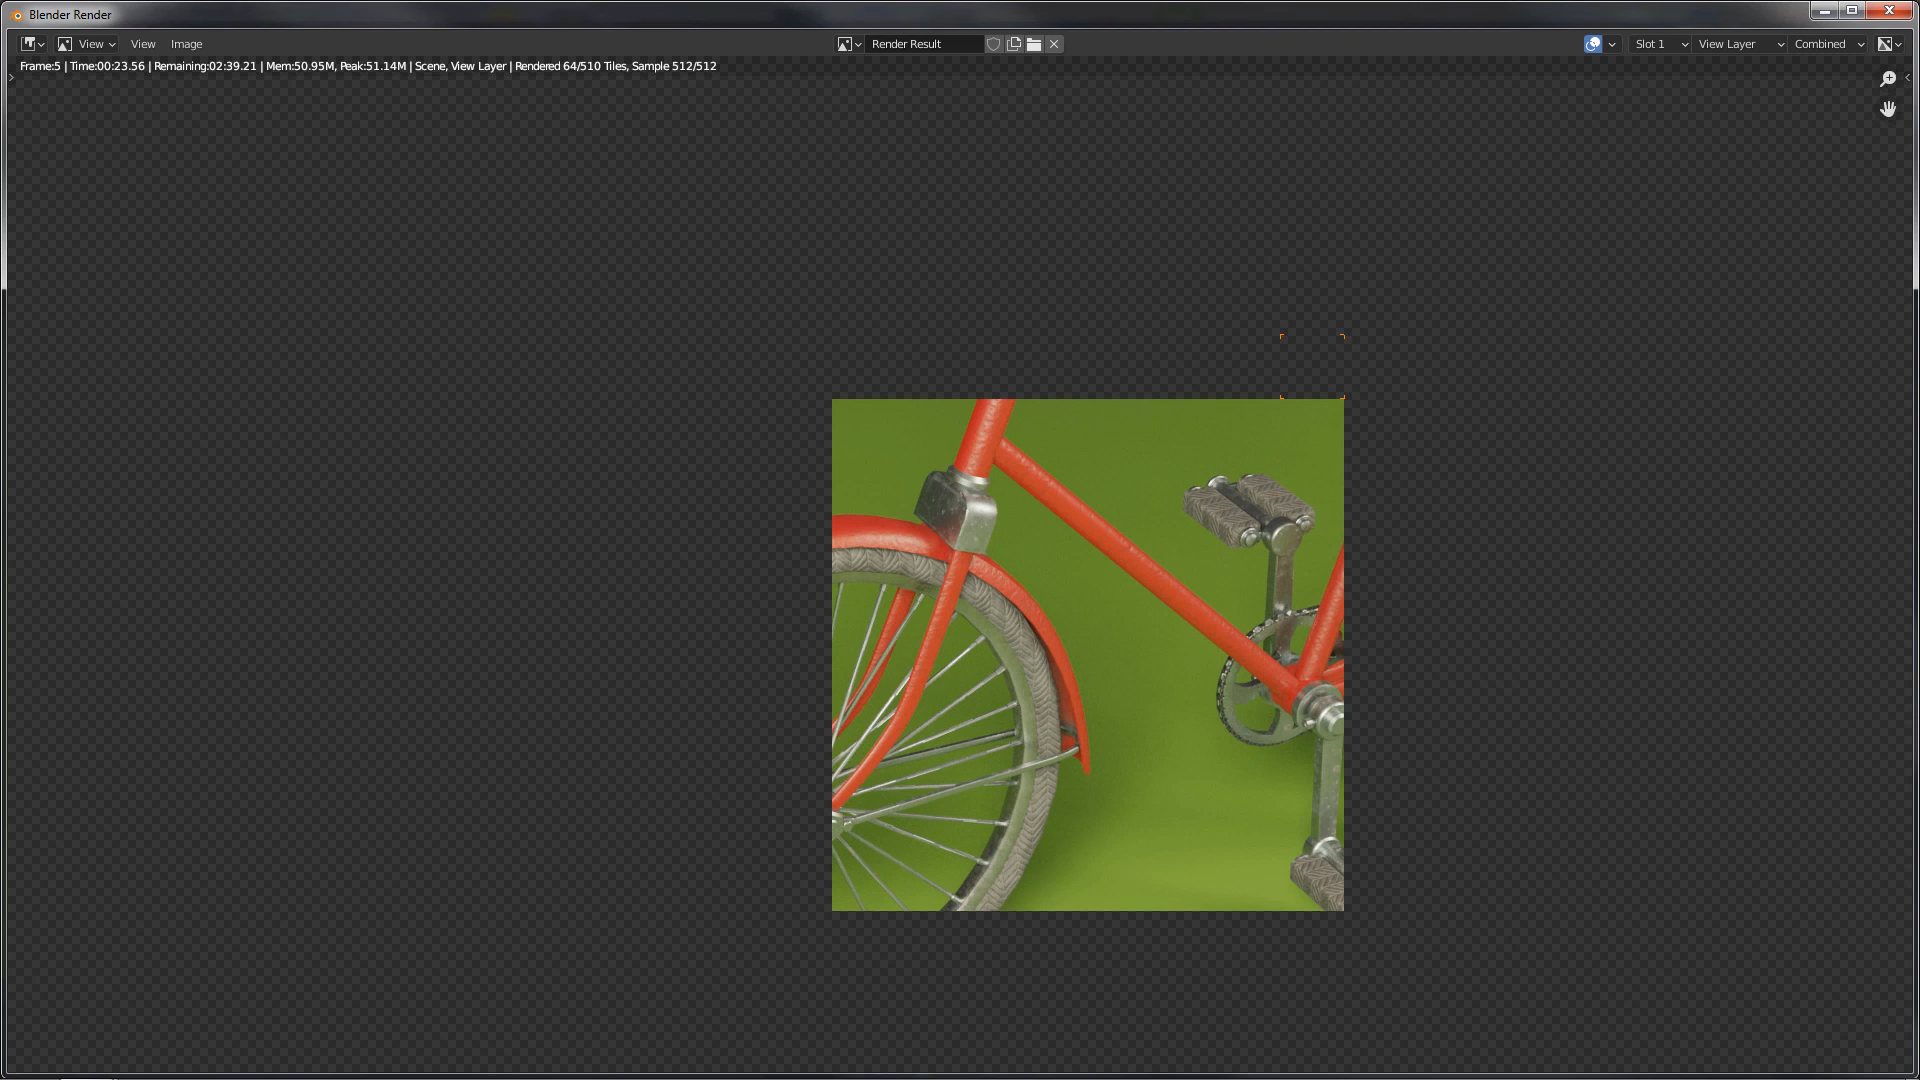 Blender Render
View View Image Render Result Slot 1 View Layer Combined
Frame:5 | Time:00:23.56 | Remaining:02:39.21 | Mem:50.95M, Peak:51.14M | Scene, View Layer | Rendered 64/510 Tiles, Sample 512/512